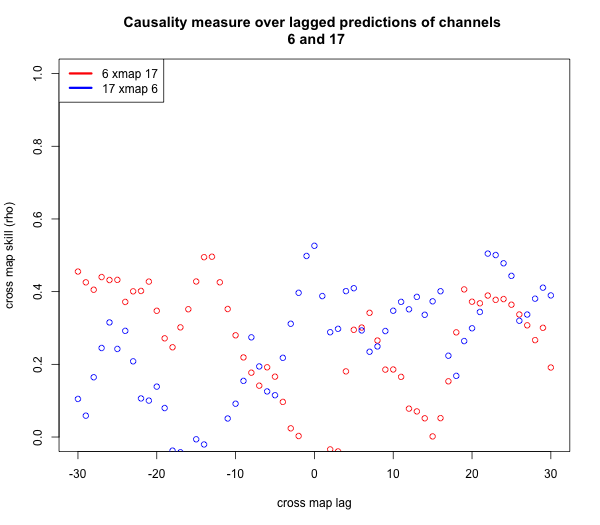 Causality measure over lagged predictions of channels
6 and 17
6 xmap 17
17 xmap 6
cross map skill (rho)
1.0
0.8
0.6
0.4
0.2
0.0
-30 -20 -10 0 10 20 30
cross map lag